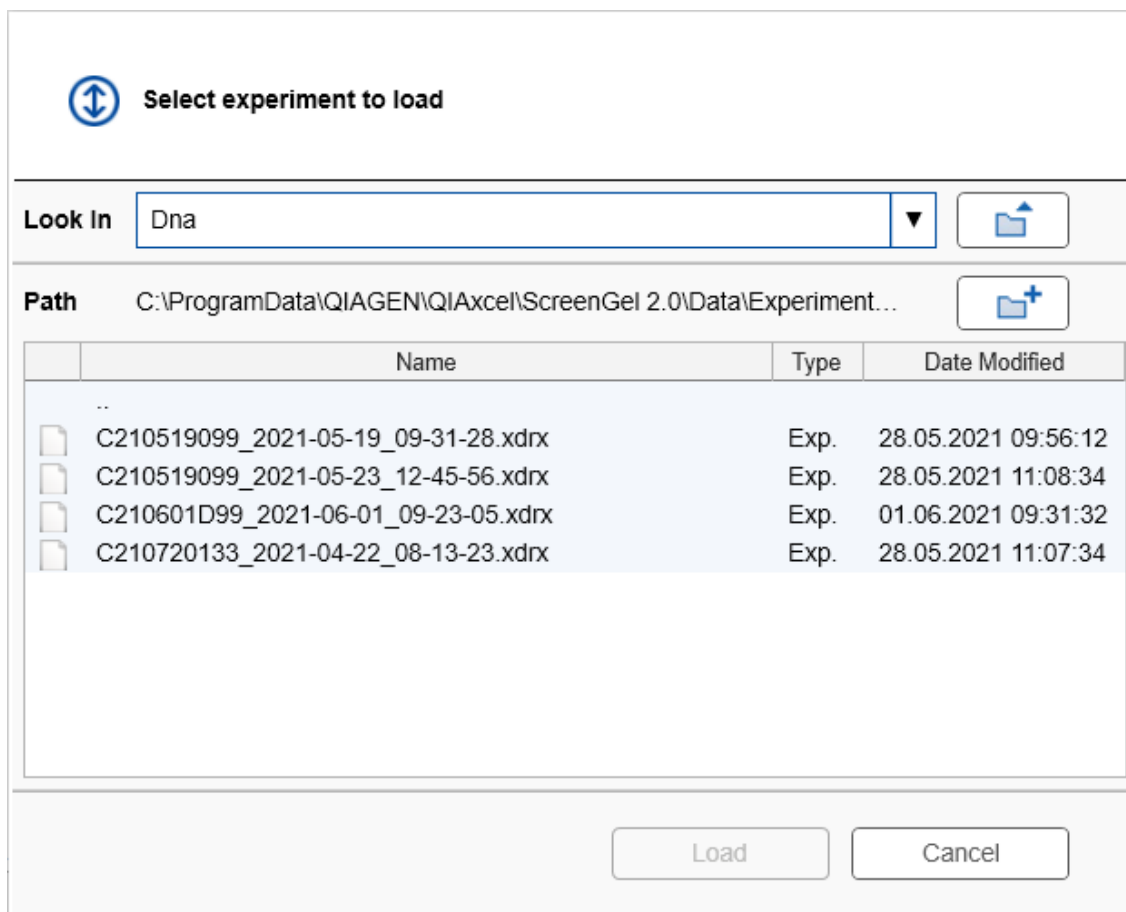 Select experiment to load
Look In Dna
Path C:\ProgramData\QIAGEN\QIAxcel\ScreenGel 2.0\Data\Experiment...
Name Type Date Modified
..
C210519099_2021-05-19_09-31-28.xdrx Exp. 28.05.2021 09:56:12
C210519099_2021-05-23_12-45-56.xdrx Exp. 28.05.2021 11:08:34
C210601D99_2021-06-01_09-23-05.xdrx Exp. 01.06.2021 09:31:32
C210720133_2021-04-22_08-13-23.xdrx Exp. 28.05.2021 11:07:34
Load Cancel